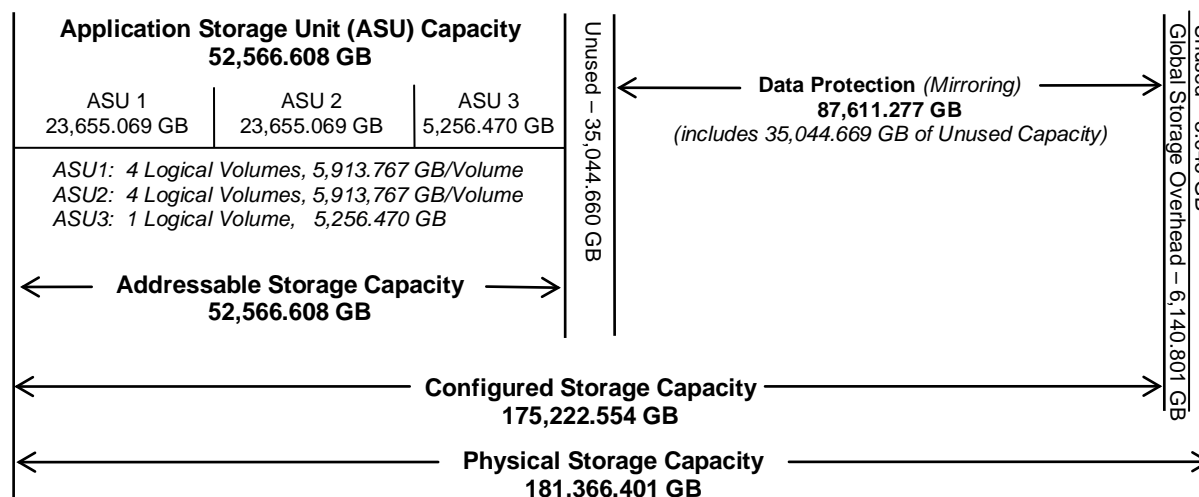 Application Storage Unit (ASU) Capacity
52,566.608 GB
ASU 1
23,655.069 GB
ASU 2
23,655.069 GB
ASU 3
5,256.470 GB
ASU1: 4 Logical Volumes, 5,913.767 GB/Volume
ASU2: 4 Logical Volumes, 5,913,767 GB/Volume
ASU3: 1 Logical Volume, 5,256.470 GB
Addressable Storage Capacity
52,566.608 GB
Unused – 35,044.660 GB
Data Protection (Mirroring)
87,611.277 GB
(includes 35,044.669 GB of Unused Capacity)
Global Storage Overhead – 6,140.801 GB
Configured Storage Capacity
175,222.554 GB
Physical Storage Capacity
181,366.401 GB